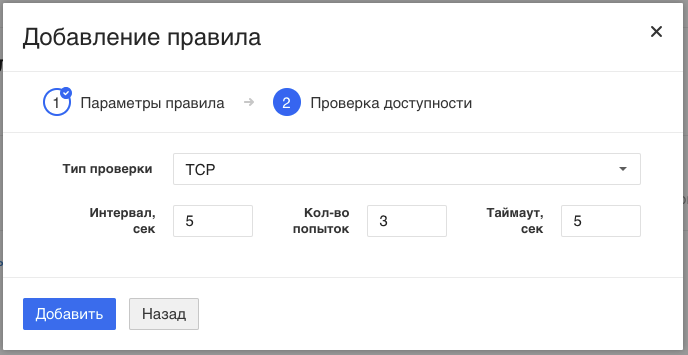 Добавление правила
1 Параметры правила → 2 Проверка доступности
Тип проверки TCP
Интервал, сек 5 Кол-во попыток 3 Таймаут, сек 5
Добавить Назад